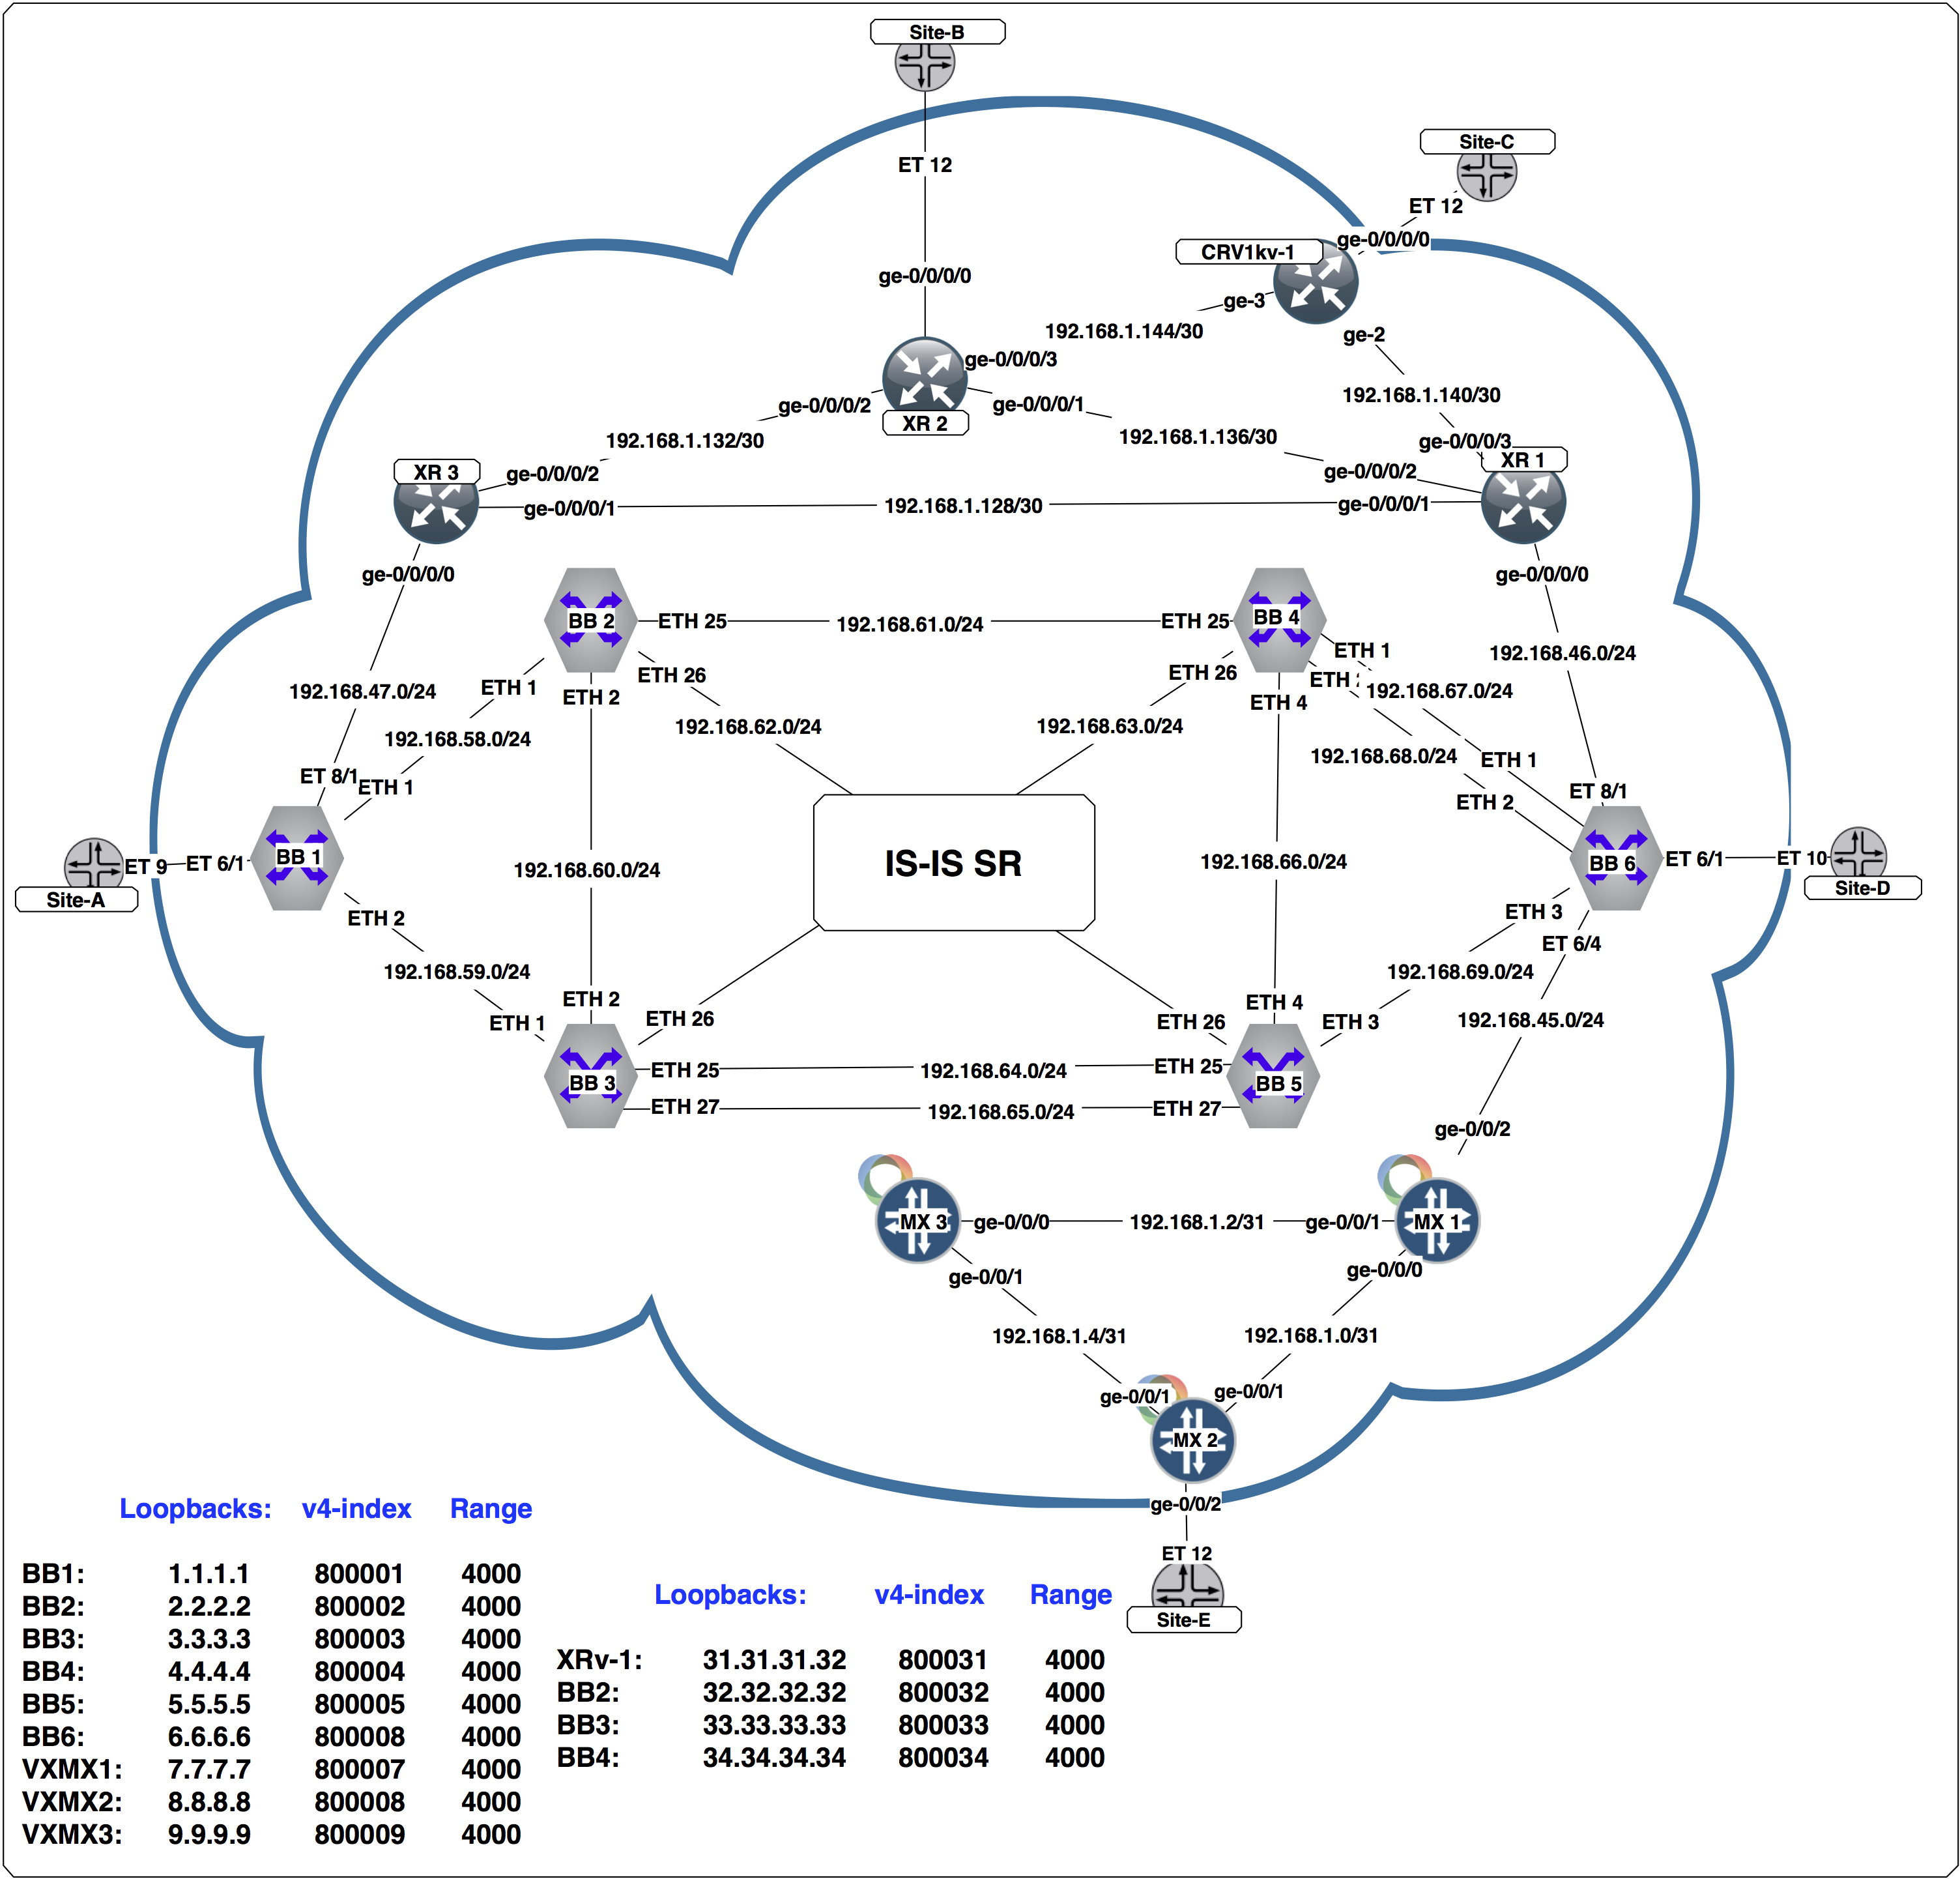 Site-B
ET 12
Site-C
ET 12
ge-0/0/0/0
CRV1kv-1
ge-0/0/0/0
ge-3
192.168.1.144/30
ge-2
ge-0/0/0/3
192.168.1.140/30
ge-0/0/0/2
ge-0/0/0/1
XR 2
192.168.1.132/30
192.168.1.136/30
ge-0/0/0/3
XR 1
XR 3
ge-0/0/0/2
ge-0/0/0/2
ge-0/0/0/1
192.168.1.128/30
ge-0/0/0/1
ge-0/0/0/0
ge-0/0/0/0
BB 2
ETH 25
192.168.61.0/24
ETH 25
BB 4
ETH 1
192.168.46.0/24
ETH 26
ETH 26
ETH
192.168.47.0/24
ETH 1
ETH 2
ETH 4
192.168.67.0/24
192.168.62.0/24
192.168.63.0/24
192.168.58.0/24
192.168.68.0/24
ETH 1
ET 8/1
ETH 1
ET 8/1
ETH 2
Site-A
ET 9
ET 6/1
BB 1
192.168.60.0/24
IS-IS SR
192.168.66.0/24
BB 6
ET 6/1
ET 10
Site-D
ETH 2
ETH 3
ET 6/4
192.168.59.0/24
192.168.69.0/24
ETH 2
ETH 4
ETH 1
ETH 26
ETH 26
ETH 3
192.168.45.0/24
BB 3
ETH 25
192.168.64.0/24
ETH 25
BB 5
ETH 27
192.168.65.0/24
ETH 27
ge-0/0/2
MX 3
ge-0/0/0
192.168.1.2/31
ge-0/0/1
MX 1
ge-0/0/1
ge-0/0/0
192.168.1.4/31
192.168.1.0/31
ge-0/0/1
ge-0/0/1
MX 2
ge-0/0/2
ET 12
Site-E
Loopbacks: v4-index Range
BB1: 1.1.1.1 800001 4000
BB2: 2.2.2.2 800002 4000
BB3: 3.3.3.3 800003 4000
BB4: 4.4.4.4 800004 4000
BB5: 5.5.5.5 800005 4000
BB6: 6.6.6.6 800008 4000
VXMX1: 7.7.7.7 800007 4000
VXMX2: 8.8.8.8 800008 4000
VXMX3: 9.9.9.9 800009 4000
Loopbacks: v4-index Range
XRv-1: 31.31.31.32 800031 4000
BB2: 32.32.32.32 800032 4000
BB3: 33.33.33.33 800033 4000
BB4: 34.34.34.34 800034 4000